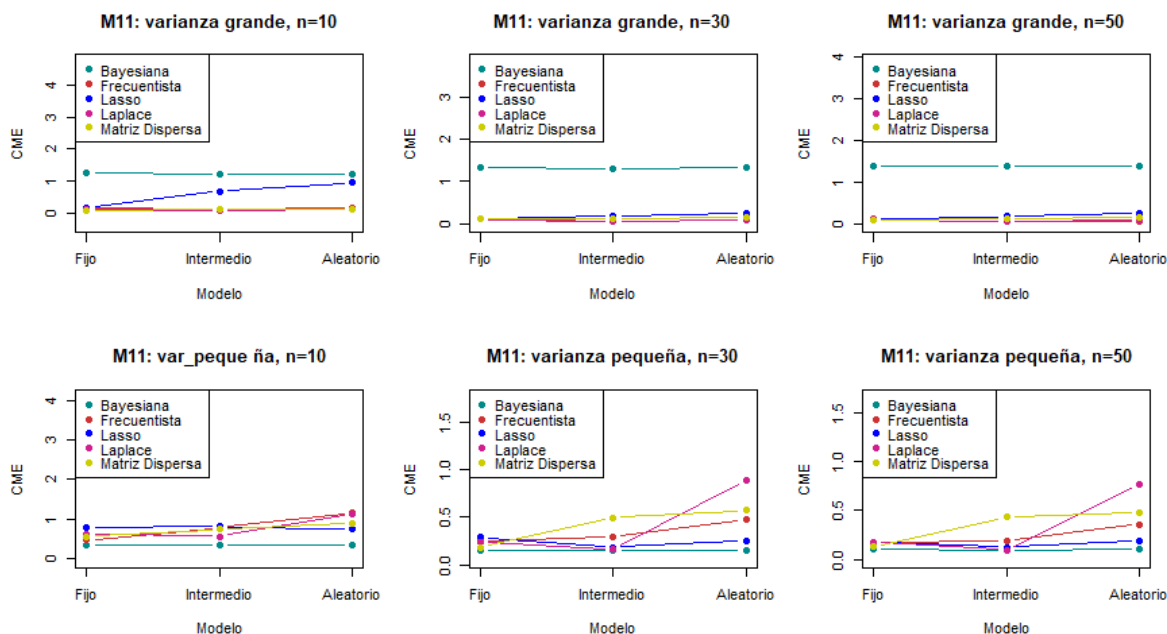 M11: varianza grande, n=10
CME
4
3
2
1
0
Bayesiana
Frecuentista
Lasso
Laplace
Matriz Dispersa
Fijo Intermedio Aleatorio
Modelo
M11: varianza grande, n=30
CME
3
2
1
0
Bayesiana
Frecuentista
Lasso
Laplace
Matriz Dispersa
Fijo Intermedio Aleatorio
Modelo
M11: varianza grande, n=50
CME
4
3
2
1
0
Bayesiana
Frecuentista
Lasso
Laplace
Matriz Dispersa
Fijo Intermedio Aleatorio
Modelo
M11: var_peque ña, n=10
CME
4
3
2
1
0
Bayesiana
Frecuentista
Lasso
Laplace
Matriz Dispersa
Fijo Intermedio Aleatorio
Modelo
M11: varianza pequeña, n=30
CME
1.5
1.0
0.5
0.0
Bayesiana
Frecuentista
Lasso
Laplace
Matriz Dispersa
Fijo Intermedio Aleatorio
Modelo
M11: varianza pequeña, n=50
CME
1.5
1.0
0.5
0.0
Bayesiana
Frecuentista
Lasso
Laplace
Matriz Dispersa
Fijo Intermedio Aleatorio
Modelo